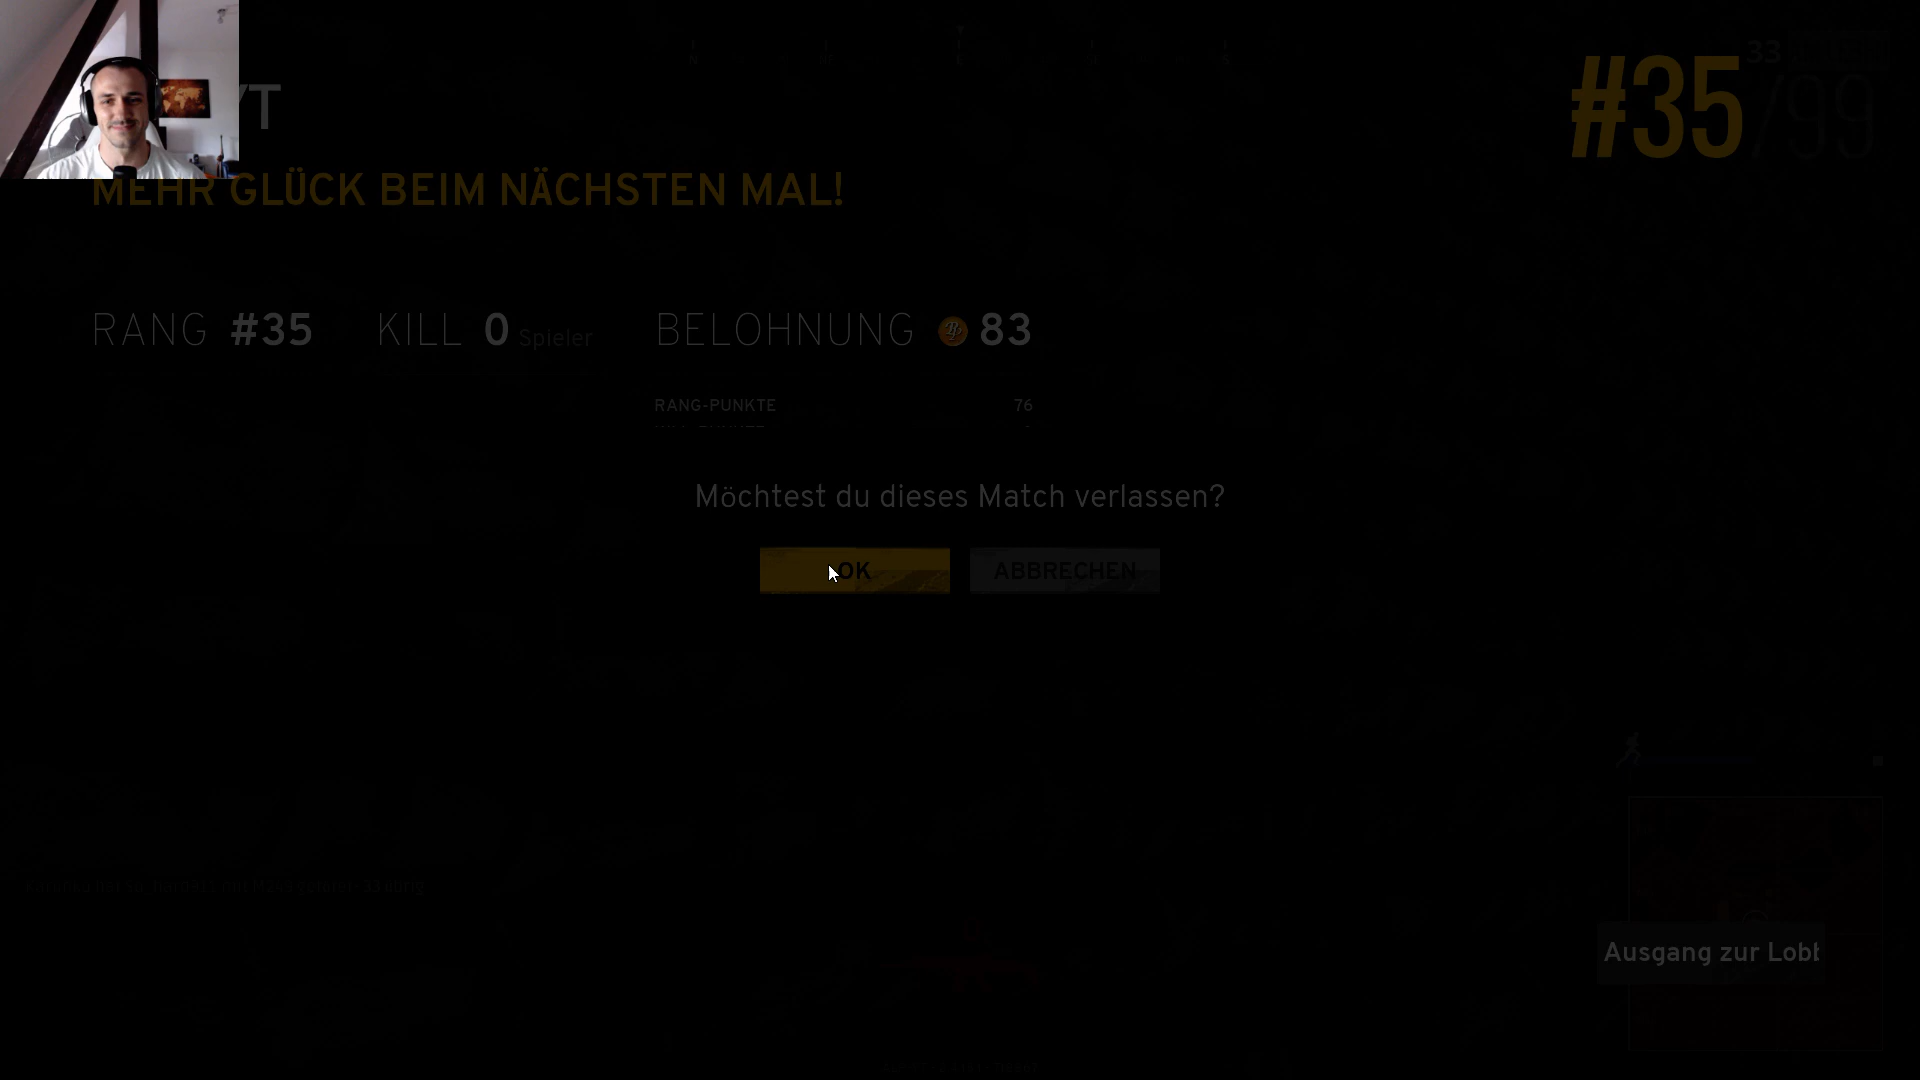 #35/99
33
MEHR GLÜCK BEIM NÄCHSTEN MAL!
RANG #35 KILL 0 Spieler BELOHNUNG 83
RANG-PUNKTE 76
Möchtest du dieses Match verlassen?
OK ABBRECHEN
Ausgang zur